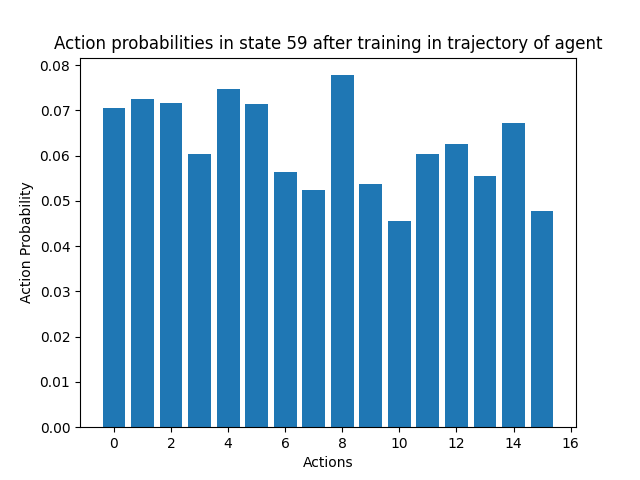 Action probabilities in state 59 after training in trajectory of agent
0.08
0.07
0.06
0.05
0.04
0.03
0.02
0.01
0.00
Action Probability
0 2 4 6 8 10 12 14 16
Actions